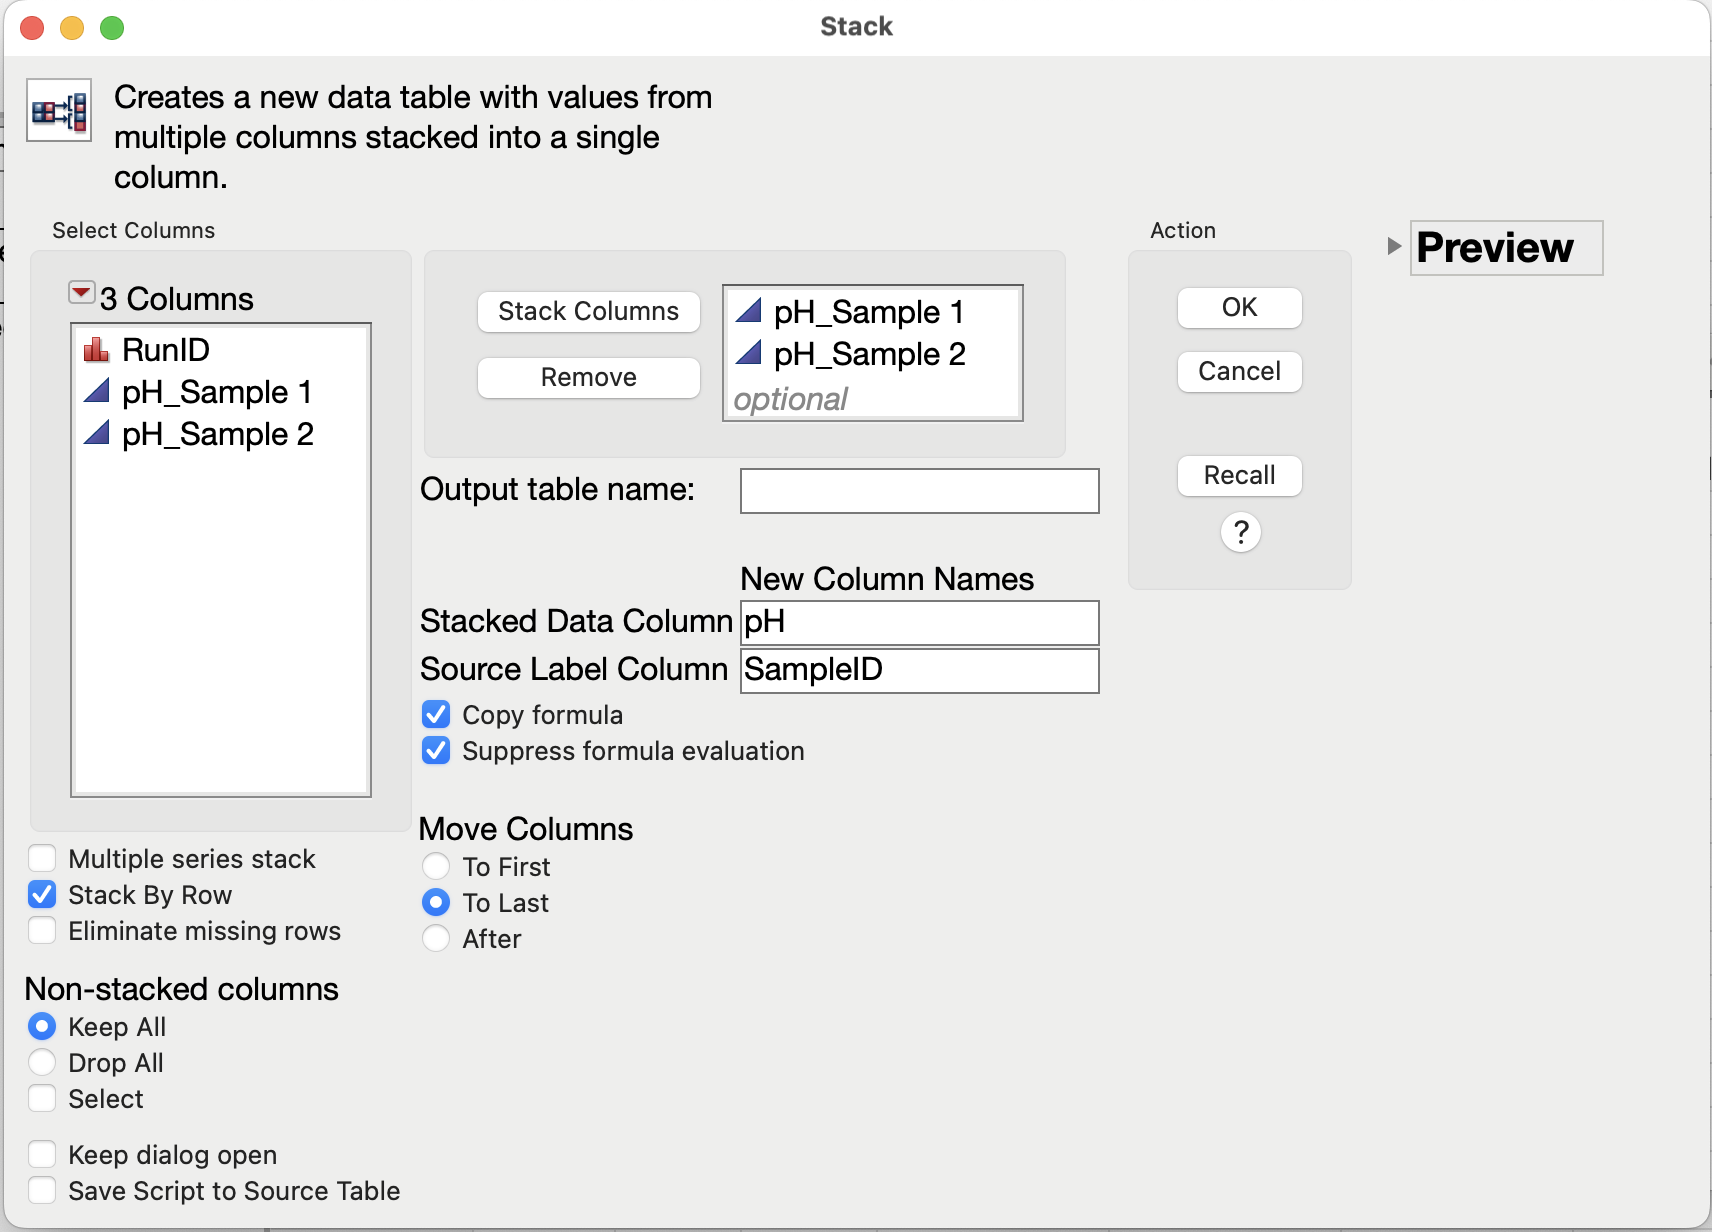 Stack
Creates a new data table with values from
multiple columns stacked into a single
column.
Select Columns
3 Columns
RunID
pH_Sample 1
pH_Sample 2
Stack Columns
Remove
pH_Sample 1
pH_Sample 2
optional
Output table name:
New Column Names
Stacked Data Column pH
Source Label Column SampleID
Copy formula
Suppress formula evaluation
Move Columns
To First
To Last
After
Action
OK
Cancel
Recall
?
Preview
Multiple series stack
Stack By Row
Eliminate missing rows
Non-stacked columns
Keep All
Drop All
Select
Keep dialog open
Save Script to Source Table